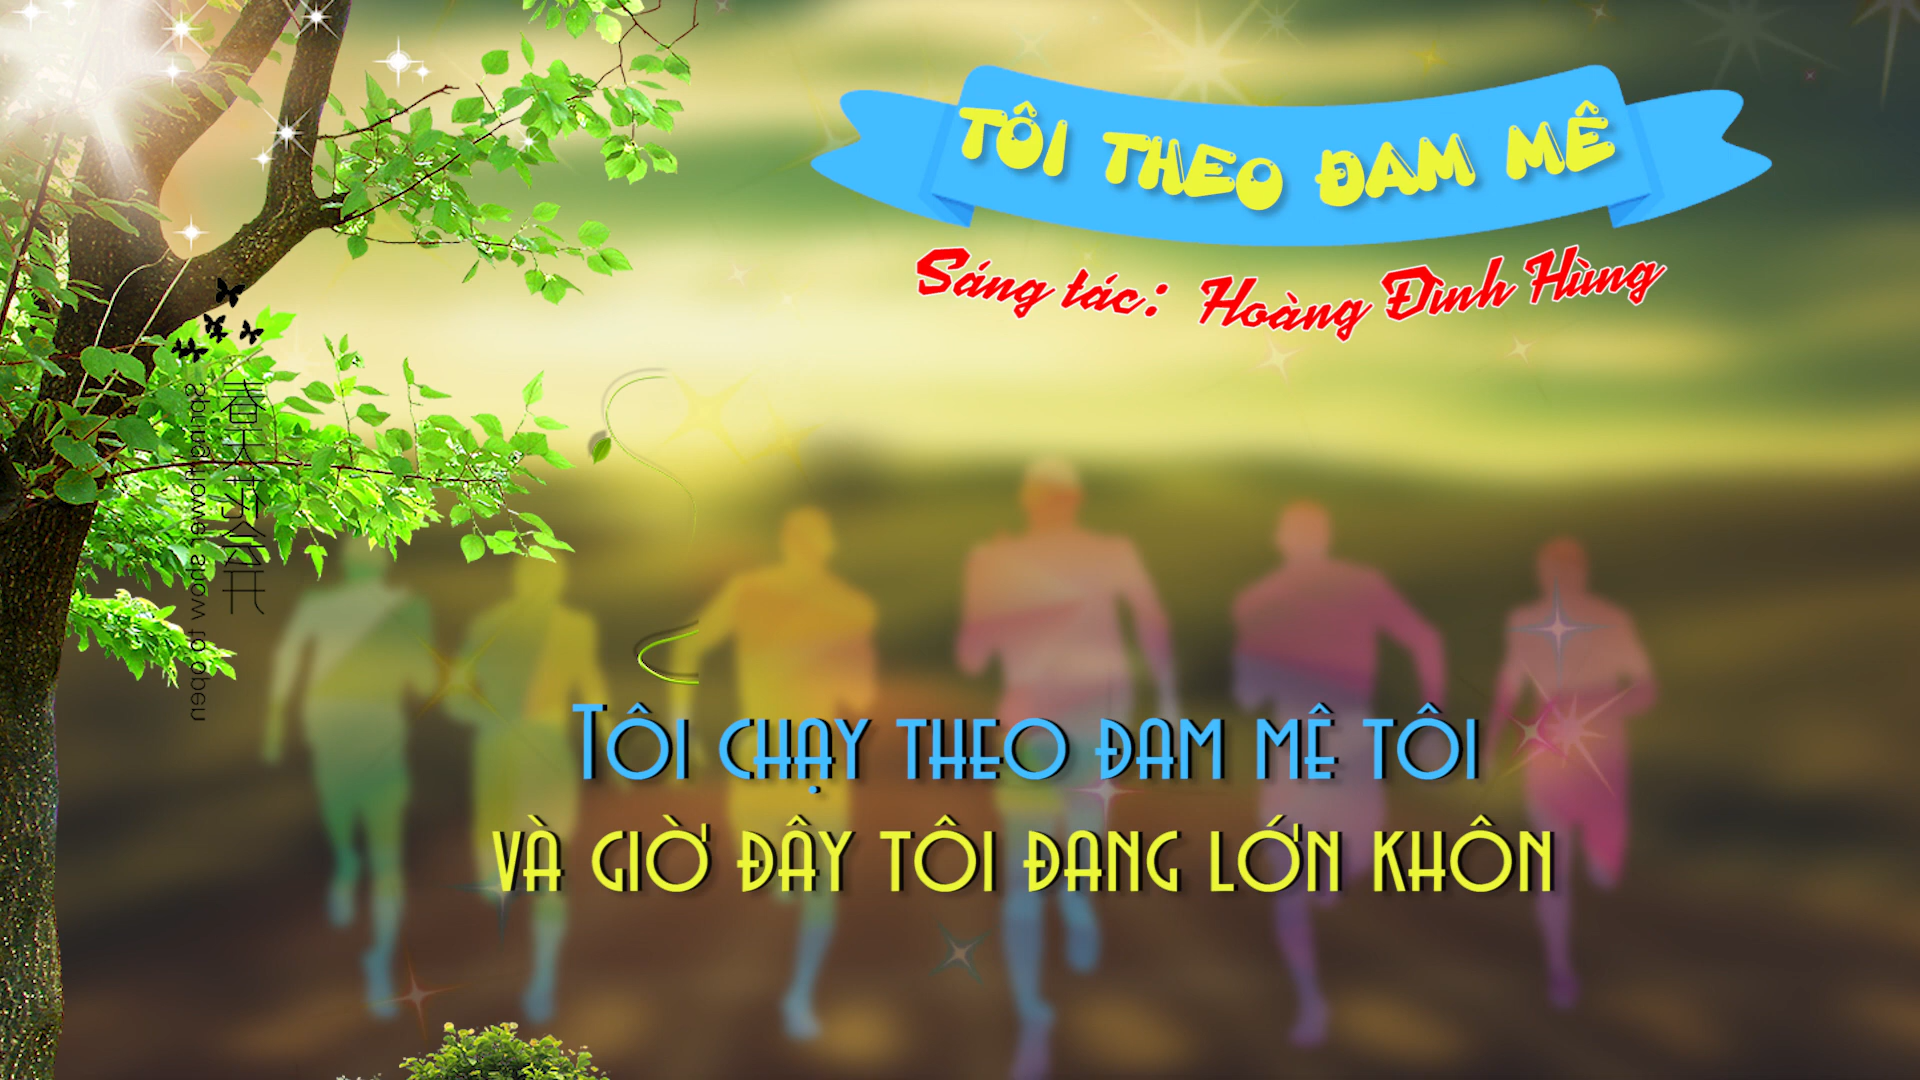 TÔI THEO ĐAM MÊ
Sáng tác: Hoàng Đình Hùng
Tôi chạy theo đam mê tôi
và giờ đây tôi đang lớn khôn